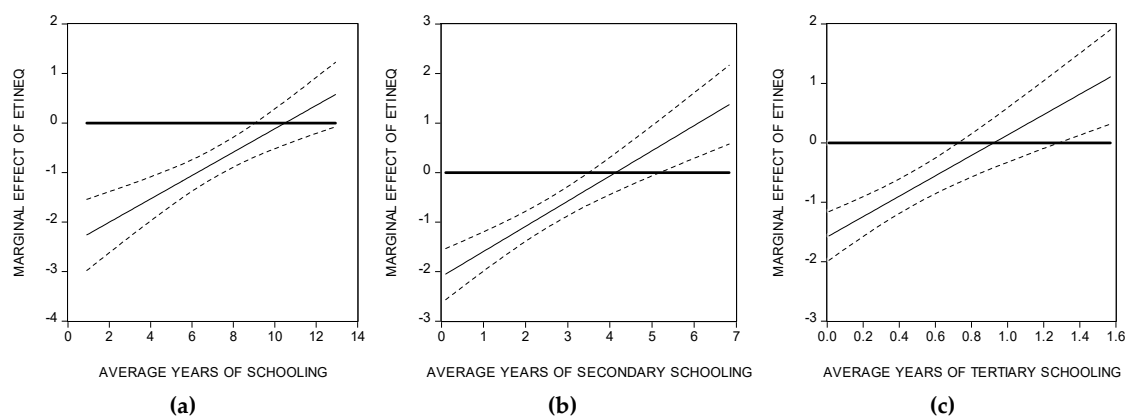 MARGINAL EFFECT OF ETINEQ
2
1
0
-1
-2
-3
-4
0 2 4 6 8 10 12 14
AVERAGE YEARS OF SCHOOLING
(a)
MARGINAL EFFECT OF ETINEQ
3
2
1
0
-1
-2
-3
0 1 2 3 4 5 6 7
AVERAGE YEARS OF SECONDARY SCHOOLING
(b)
MARGINAL EFFECT OF ETINEQ
2
1
0
-1
-2
-3
0.0 0.2 0.4 0.6 0.8 1.0 1.2 1.4 1.6
AVERAGE YEARS OF TERTIARY SCHOOLING
(c)